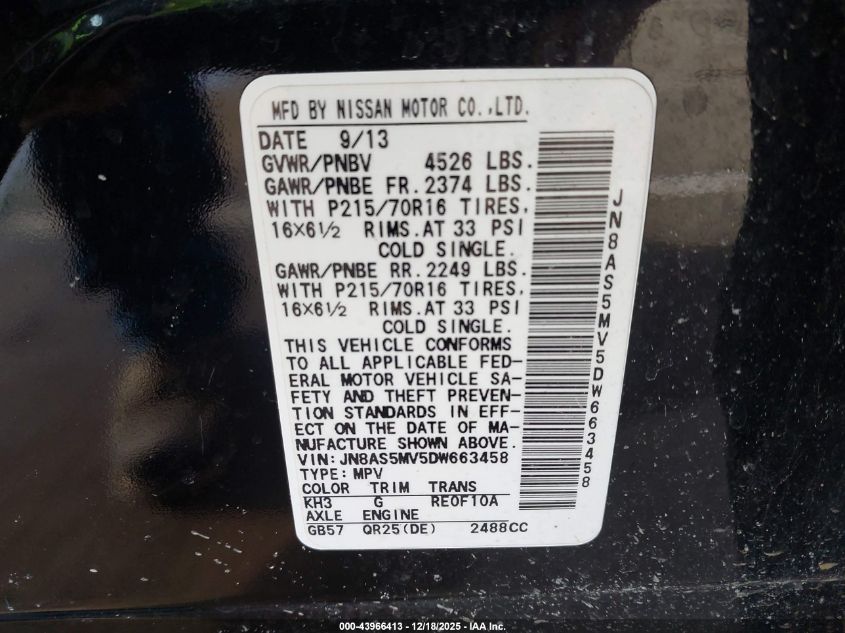 MFD BY NISSAN MOTOR CO.,LTD.
DATE 9/13
GVWR/PNBV 4526 LBS.
GAWR/PNBE FR. 2374 LBS.
WITH P215/70R16 TIRES,
16×6½ RIMS.AT 33 PSI
COLD SINGLE.
GAWR/PNBE RR. 2249 LBS.
WITH P215/70R16 TIRES,
16×6½ RIMS.AT 33 PSI
COLD SINGLE.
THIS VEHICLE CONFORMS
TO ALL APPLICABLE FED-
ERAL MOTOR VEHICLE SA-
FETY AND THEFT PREVEN-
TION STANDARDS IN EFF-
ECT ON THE DATE OF MA-
NUFACTURE SHOWN ABOVE.
VIN: JN8AS5MV5DW663458
TYPE: MPV
COLOR TRIM TRANS
KH3 G RE0F10A
AXLE ENGINE
GB57 QR25(DE) 2488CC
JN8AS5MV5DW663458
000-43966413 - 12/18/2025 - IAA Inc.